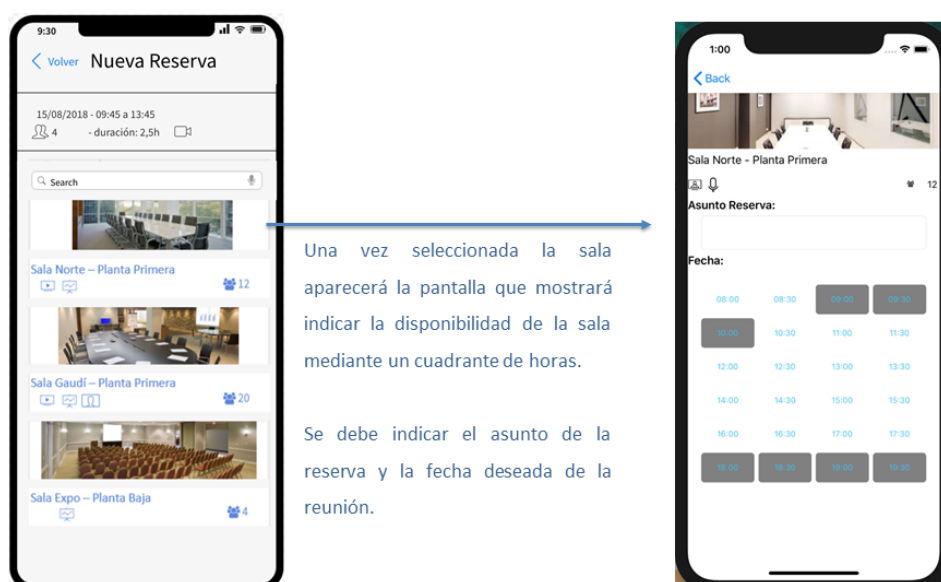 9:30
Volver Nueva Reserva
15/08/2018 - 09:45 a 13:45
4 - duración: 2,5h
Search
Sala Norte – Planta Primera
12
Sala Gaudí – Planta Primera
20
Sala Expo – Planta Baja
4
Una vez seleccionada la sala
aparecerá la pantalla que mostrará
indicar la disponibilidad de la sala
mediante un cuadrante de horas.
Se debe indicar el asunto de la
reserva y la fecha deseada de la
reunión.
1:00
Back
Sala Norte - Planta Primera
12
Asunto Reserva:
Fecha:
08:00 08:30 09:00 09:30
10:00 10:30 11:00 11:30
12:00 12:30 13:00 13:30
14:00 14:30 15:00 15:30
16:00 16:30 17:00 17:30
18:00 18:30 19:00 19:30